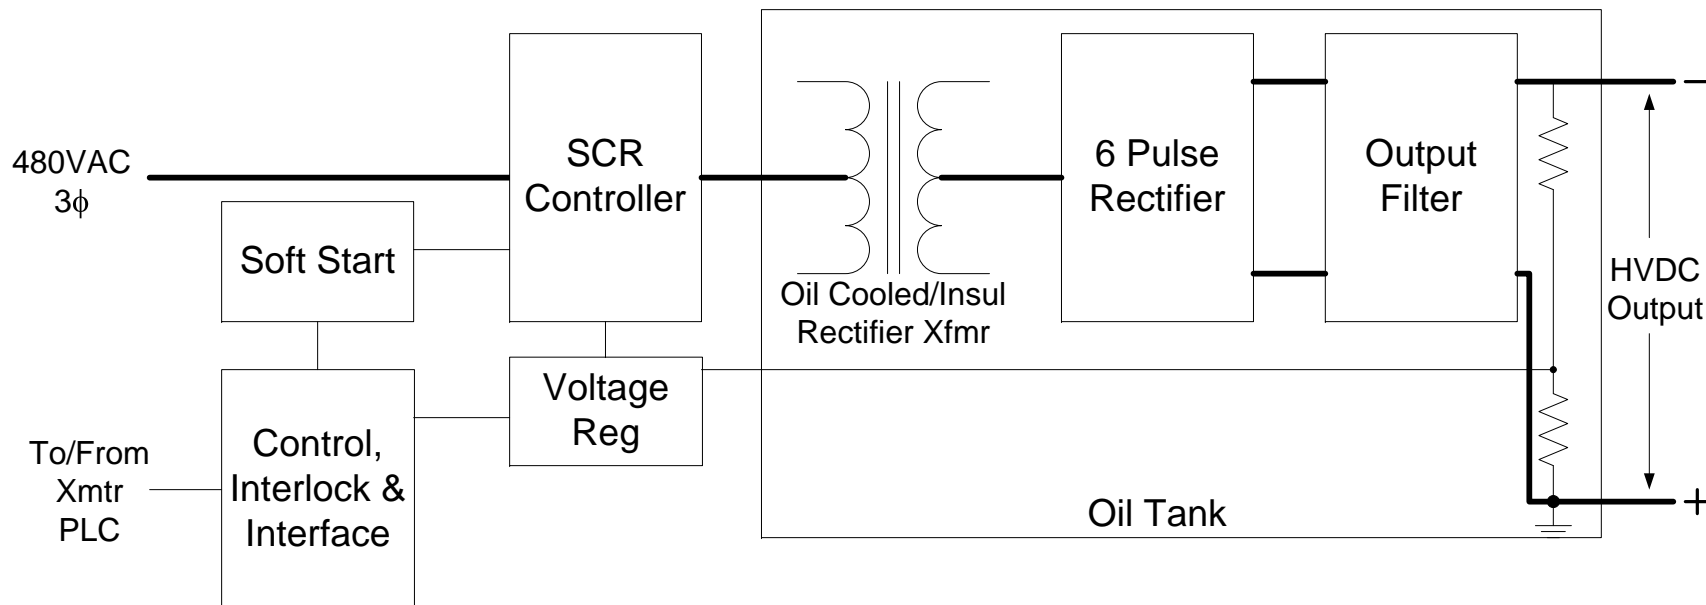 480VAC
3ϕ
SCR
Controller
Soft Start
Oil Cooled/Insul
Rectifier Xfmr
6 Pulse
Rectifier
Output
Filter
−
HVDC
Output
+
Voltage
Reg
To/From
Xmtr
PLC
Control,
Interlock &
Interface
Oil Tank